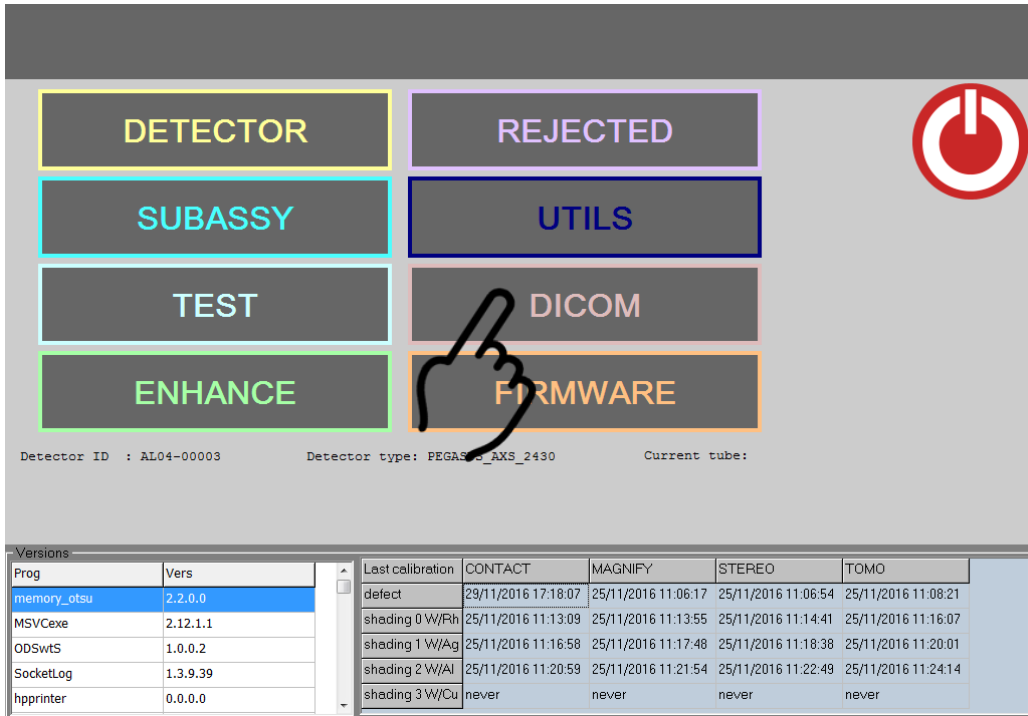 DETECTOR REJECTED
SUBASSY UTILS
TEST DICOM
ENHANCE FIRMWARE
Detector ID : AL04-00003 Detector type: PEGASUS_AXS_2430 Current tube:
Versions
Prog Vers
memory_otsu 2.2.0.0
MSVCexe 2.12.1.1
ODSwtS 1.0.0.2
SocketLog 1.3.9.39
hpprinter 0.0.0.0
Last calibration CONTACT MAGNIFY STEREO TOMO
defect 29/11/2016 17:18:07 25/11/2016 11:06:17 25/11/2016 11:06:54 25/11/2016 11:08:21
shading 0 W/Rh 25/11/2016 11:13:09 25/11/2016 11:13:55 25/11/2016 11:14:41 25/11/2016 11:16:07
shading 1 W/Ag 25/11/2016 11:16:58 25/11/2016 11:17:48 25/11/2016 11:18:38 25/11/2016 11:20:01
shading 2 W/Al 25/11/2016 11:20:59 25/11/2016 11:21:54 25/11/2016 11:22:49 25/11/2016 11:24:14
shading 3 W/Cu never never never never